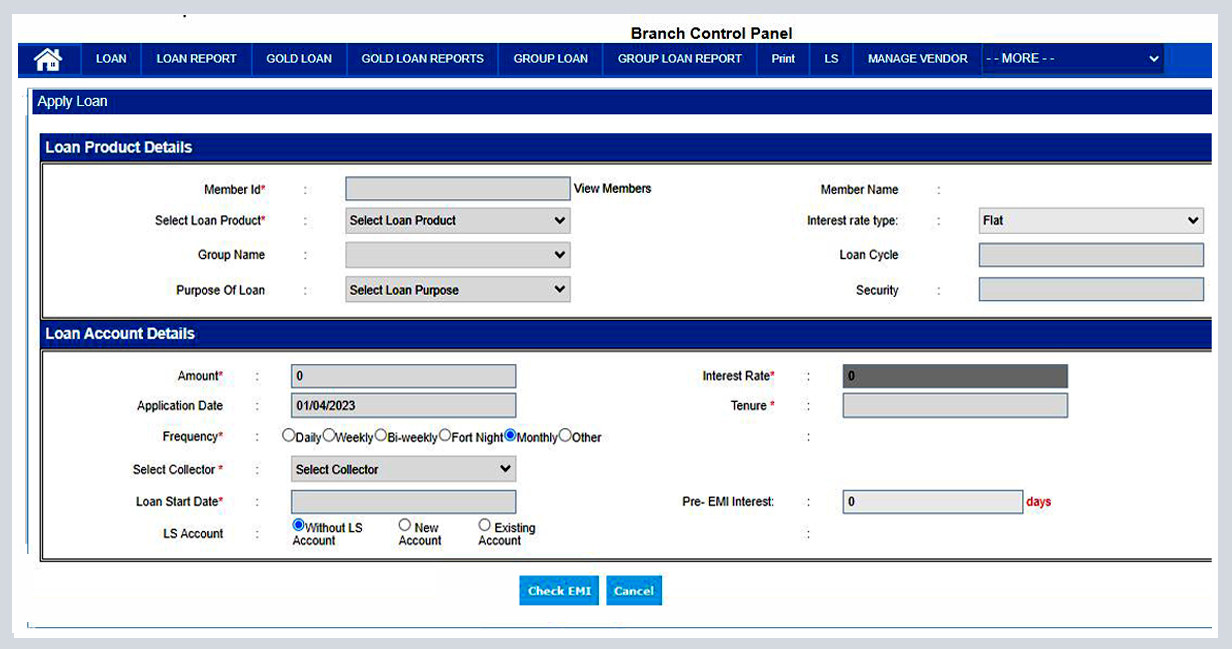 Branch Control Panel
LOAN LOAN REPORT GOLD LOAN GOLD LOAN REPORTS GROUP LOAN GROUP LOAN REPORT Print LS MANAGE VENDOR - - MORE - -
Apply Loan
Loan Product Details
Member Id* : View Members Member Name :
Select Loan Product* : Select Loan Product Interest rate type: : Flat
Group Name : Loan Cycle
Purpose Of Loan : Select Loan Purpose Security :
Loan Account Details
Amount* : 0 Interest Rate* : 0
Application Date : 01/04/2023 Tenure * :
Frequency* : Daily Weekly Bi-weekly Fort Night Monthly Other :
Select Collector * : Select Collector
Loan Start Date* : Pre- EMI Interest: : 0 days
LS Account : Without LS Account New Account Existing Account :
Check EMI Cancel